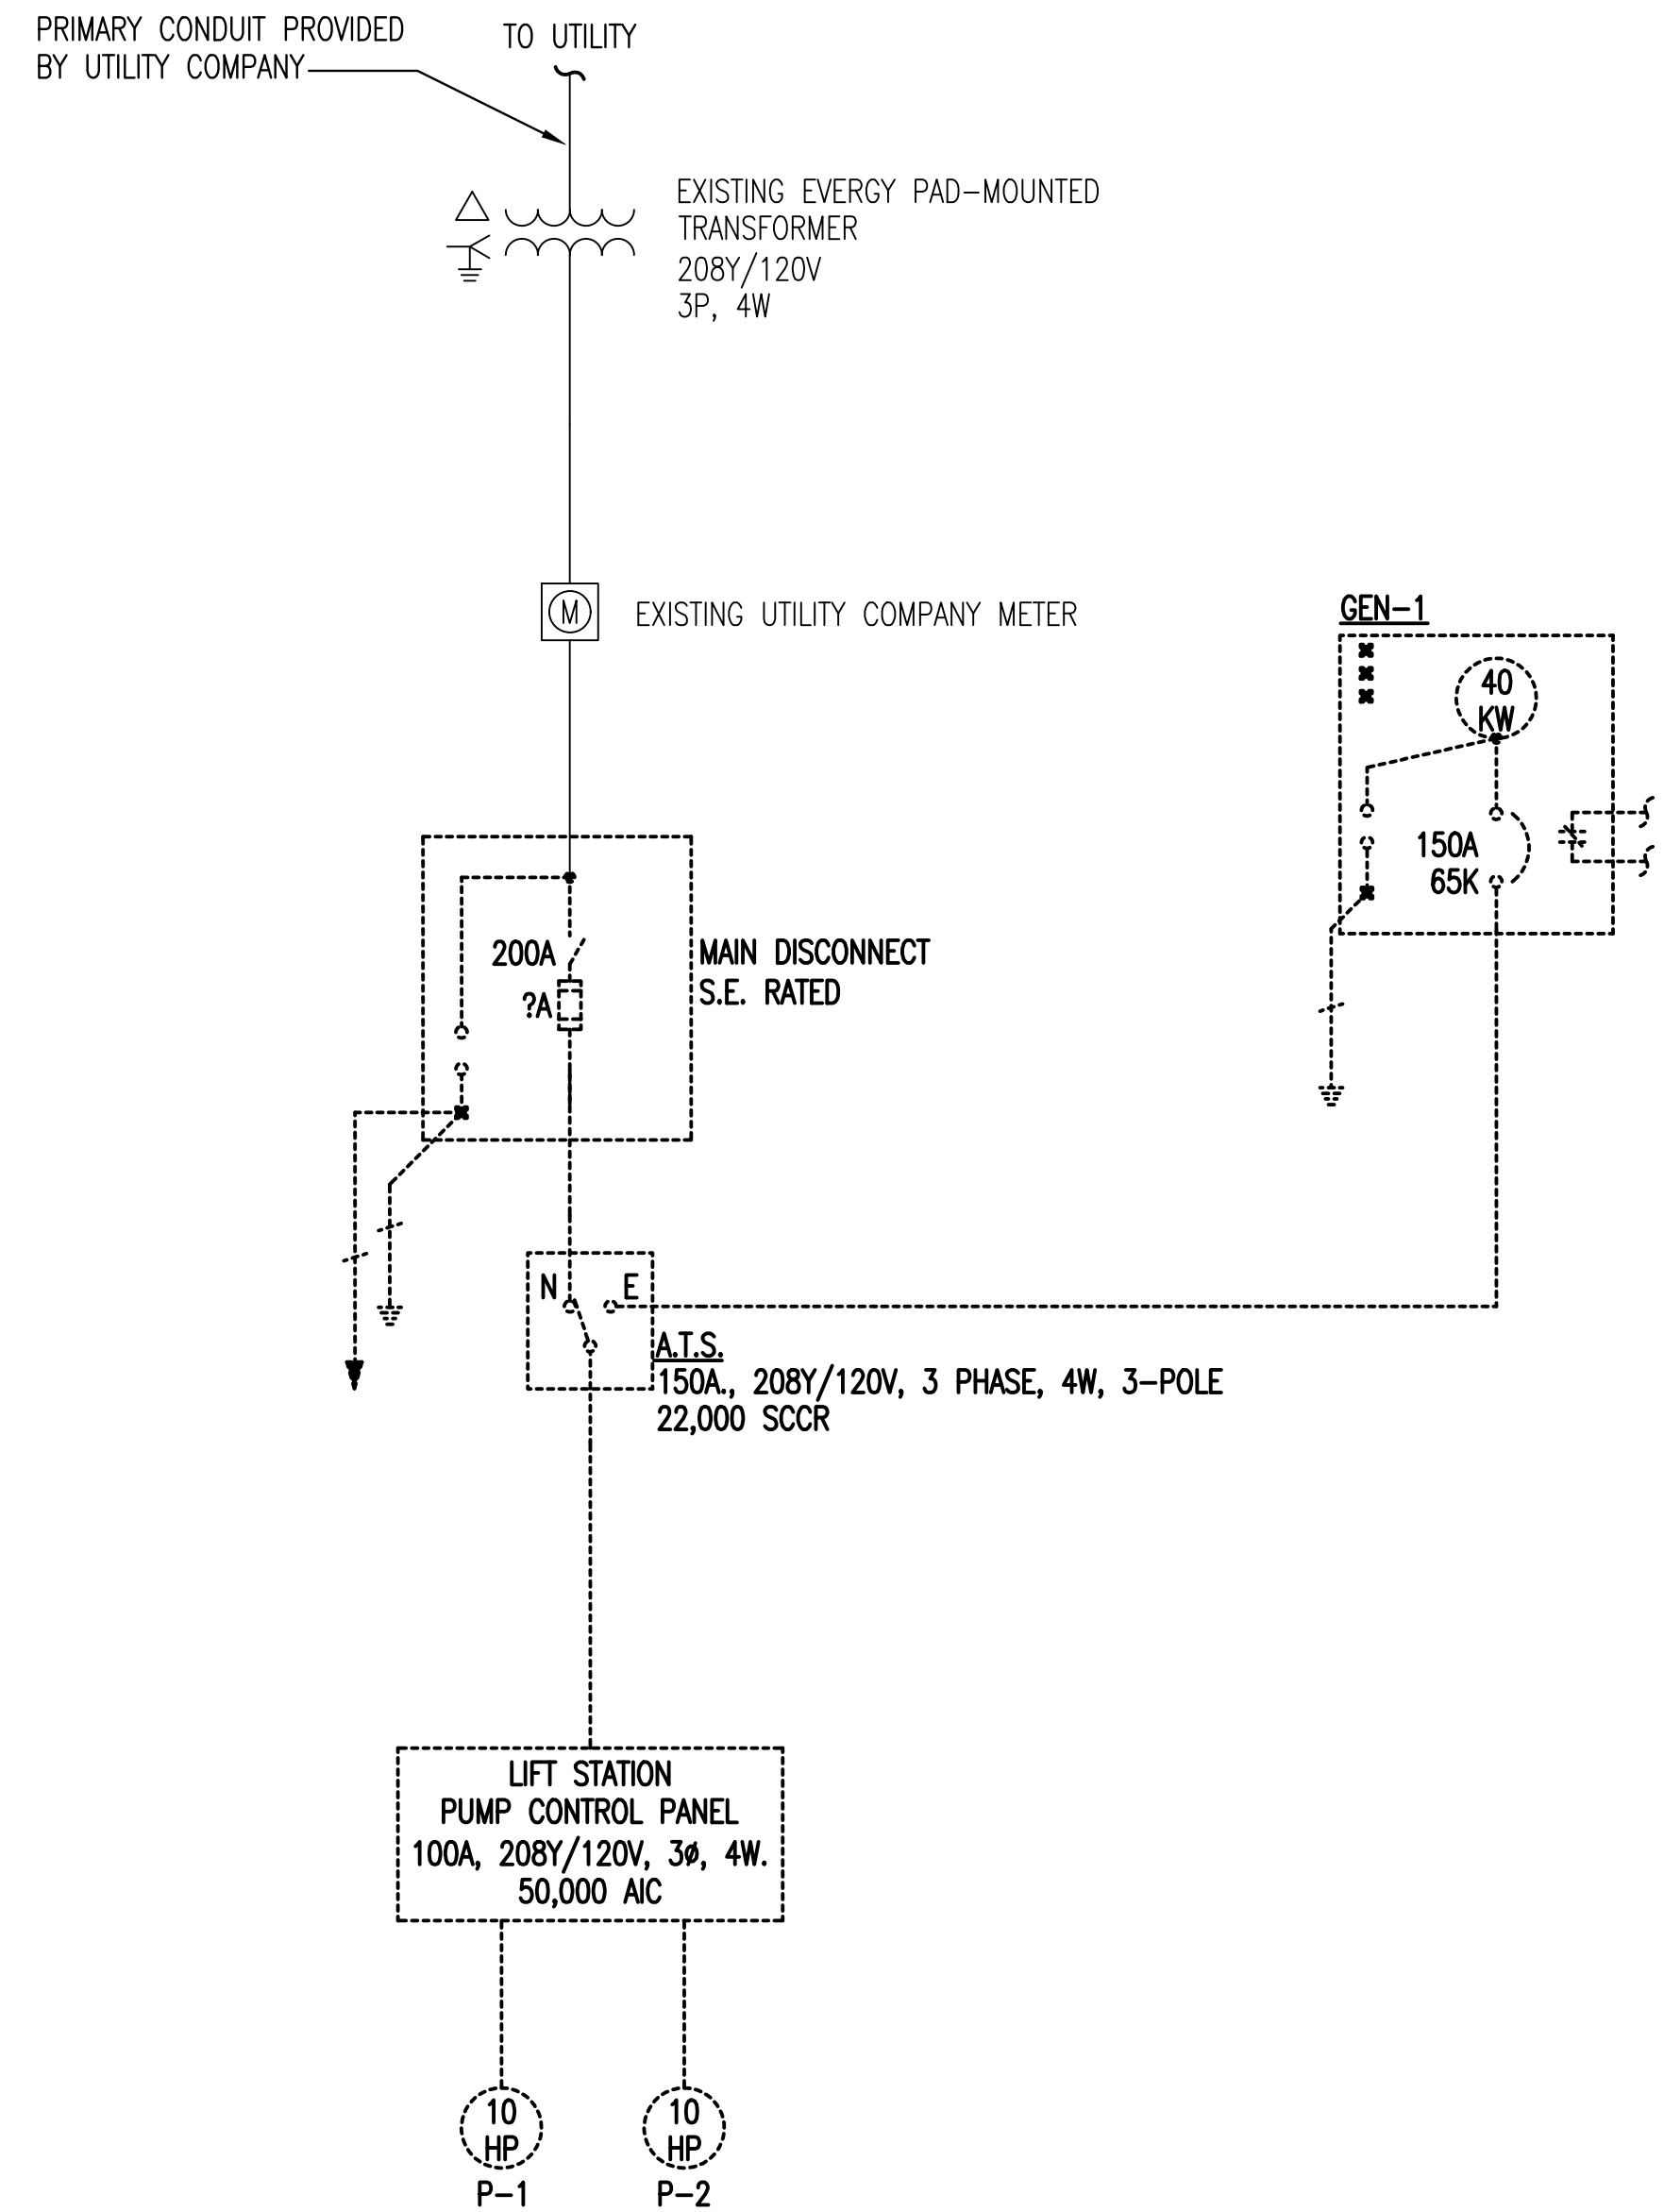 PRIMARY CONDUIT PROVIDED
BY UTILITY COMPANY
TO UTILITY
EXISTING EVERGY PAD-MOUNTED
TRANSFORMER
208Y/120V
3P, 4W
M
EXISTING UTILITY COMPANY METER
GEN-1
40
KW
150A
65K
200A
?A
MAIN DISCONNECT
S.E. RATED
N
E
A.T.S.
150A., 208Y/120V, 3 PHASE, 4W, 3-POLE
22,000 SCCR
LIFT STATION
PUMP CONTROL PANEL
100A, 208Y/120V, 3ø, 4W.
50,000 AIC
10
HP
P-1
10
HP
P-2